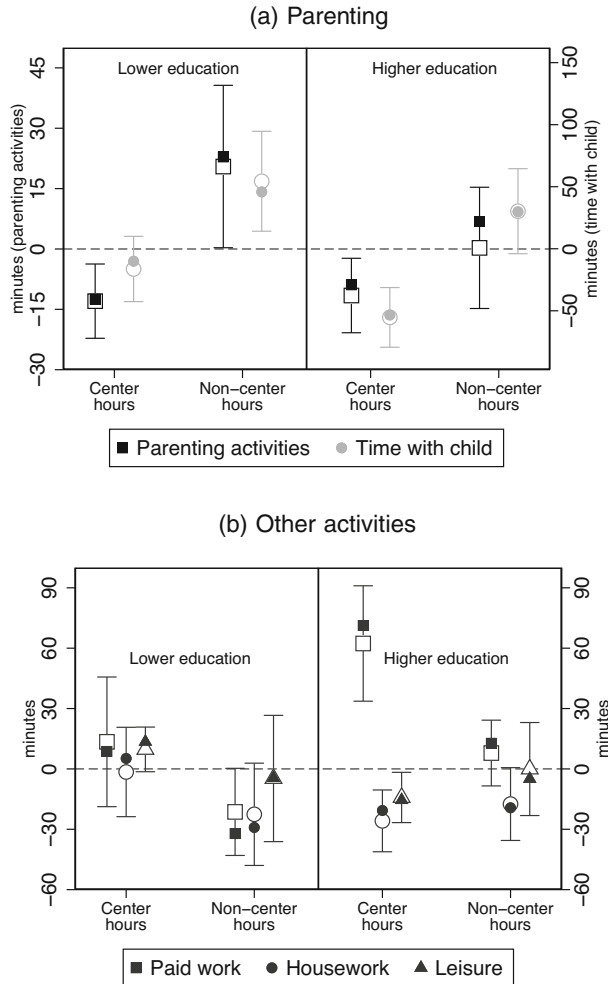 (a) Parenting
Lower education
Higher education
minutes (parenting activities)
45
30
15
0
−15
−30
minutes (time with child)
150
100
50
0
−50
Center
hours
Non−center
hours
Center
hours
Non−center
hours
Parenting activities
Time with child
(b) Other activities
Lower education
Higher education
minutes
90
60
30
0
−30
−60
minutes
90
60
30
0
−30
−60
Center
hours
Non−center
hours
Center
hours
Non−center
hours
Paid work
Housework
Leisure